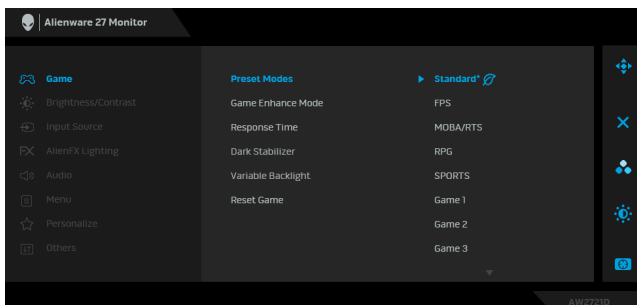 Alienware 27 Monitor
Game
Preset Modes
Standard*
Brightness/Contrast
Game Enhance Mode
FPS
Input Source
Response Time
MOBA/RTS
AlienFX Lighting
Dark Stabilizer
RPG
Audio
Variable Backlight
SPORTS
Menu
Reset Game
Game 1
Personalize
Game 2
Others
Game 3
AW2721D